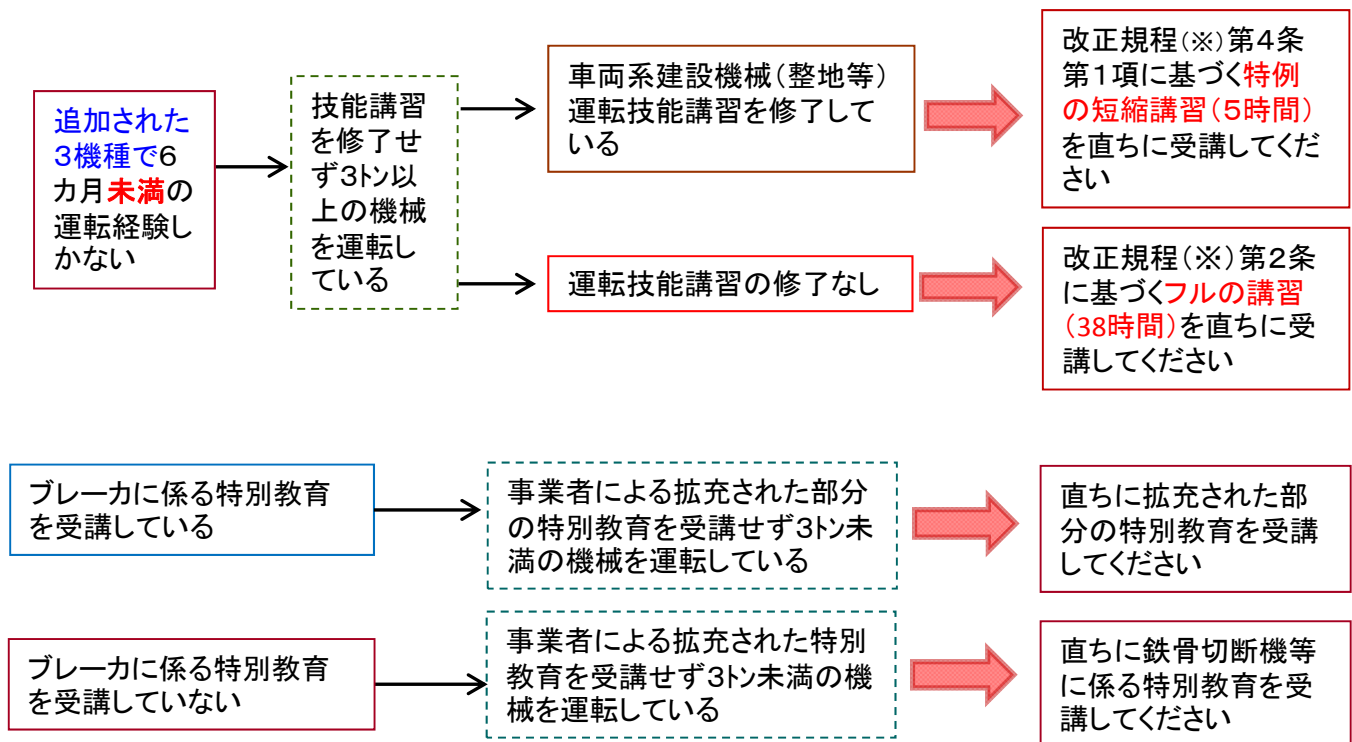 追加された
3機種で6
カ月未満の
運転経験し
かない
技能講習
を修了せ
ず3トン以
上の機械
を運転し
ている
車両系建設機械(整地等)
運転技能講習を修了して
いる
改正規程(※)第4条
第1項に基づく特例
の短縮講習(5時間)
を直ちに受講してくだ
さい
運転技能講習の修了なし
改正規程(※)第2条
に基づくフルの講習
(38時間)を直ちに受
講してください
ブレーカに係る特別教育
を受講している
事業者による拡充された部分
の特別教育を受講せず3トン未
満の機械を運転している
直ちに拡充された部
分の特別教育を受講
してください
ブレーカに係る特別教育
を受講していない
事業者による拡充された特別
教育を受講せず3トン未満の機
械を運転している
直ちに鉄骨切断機等
に係る特別教育を受
講してください